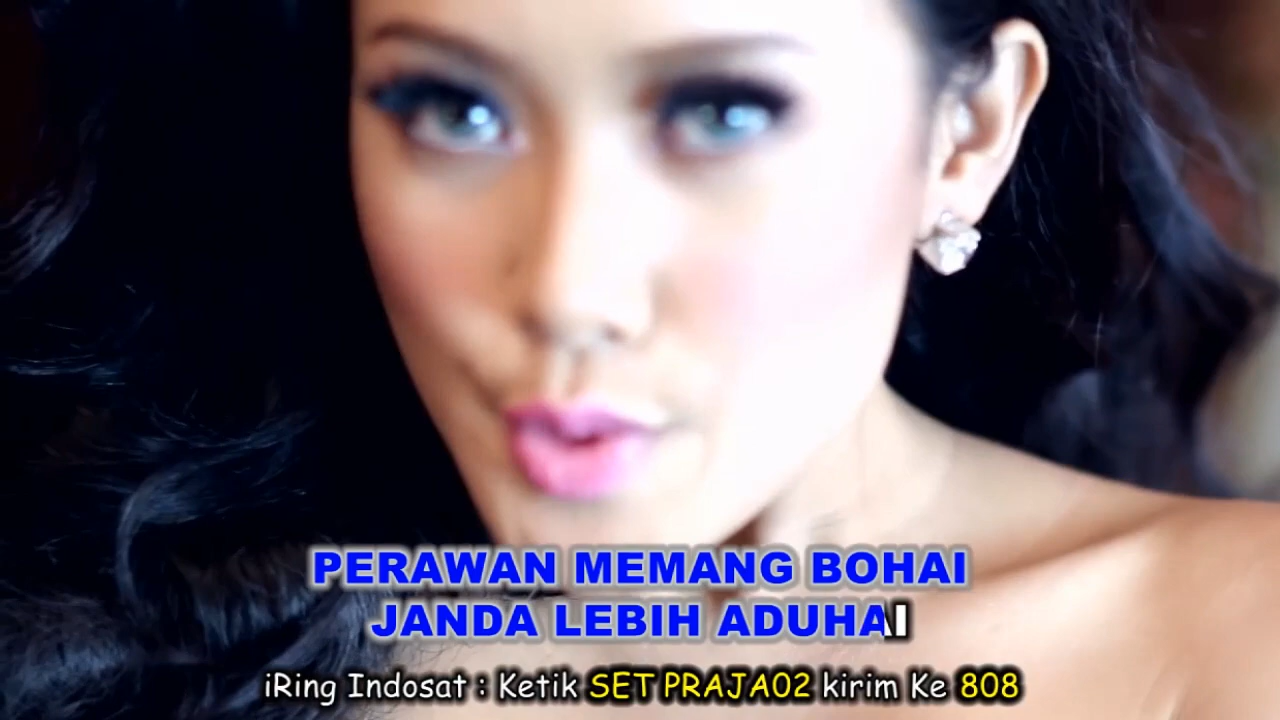 PERAWAN MEMANG BOHAI
JANDA LEBIH ADUHAI
iRing Indosat : Ketik SET PRAJA02 kirim Ke 808